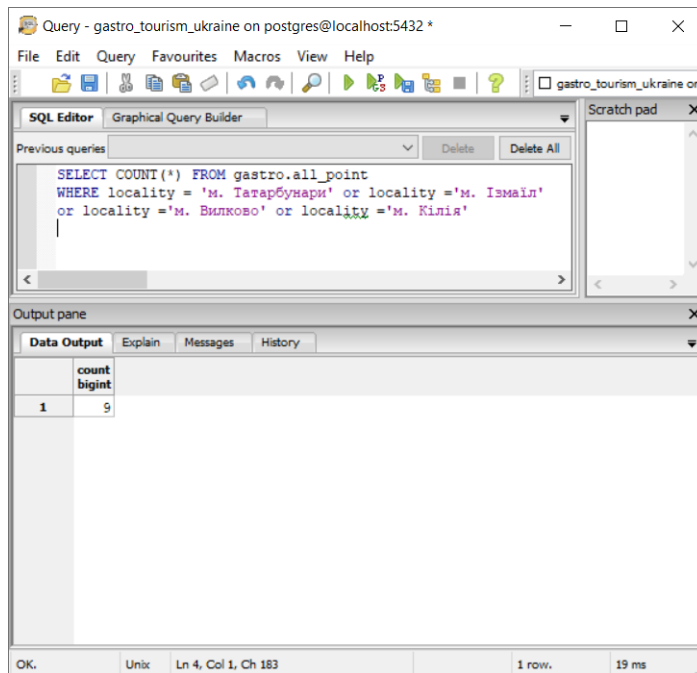 Query - gastro_tourism_ukraine on postgres@localhost:5432 *
File Edit Query Favourites Macros View Help
gastro_tourism_ukraine on
SQL Editor Graphical Query Builder
Scratch pad
Previous queries Delete Delete All
SELECT COUNT(*) FROM gastro.all_point
WHERE locality = 'м. Татарбунари' or locality ='м. Ізмаїл'
or locality ='м. Вилково' or locality ='м. Кілія'
Output pane
Data Output Explain Messages History
count
bigint
1 9
OK. Unix Ln 4, Col 1, Ch 183 1 row. 19 ms